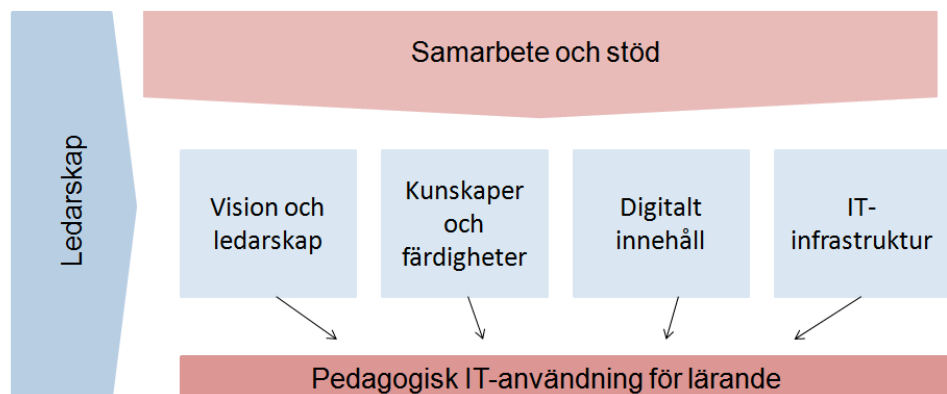 Ledarskap
Samarbete och stöd
Vision och
ledarskap
Kunskaper
och
färdigheter
Digitalt
innehåll
IT-
infrastruktur
Pedagogisk IT-användning för lärande